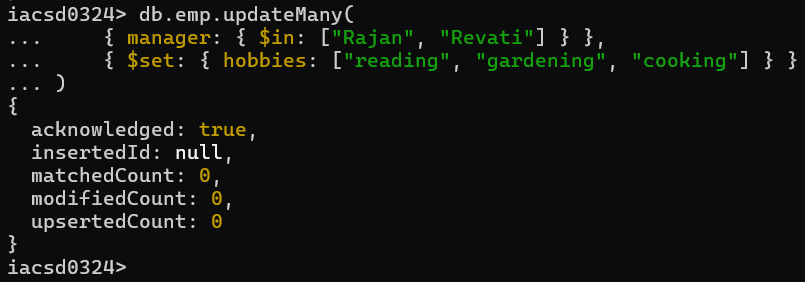 iacsd0324> db.emp.updateMany(
...     { manager: { $in: ["Rajan", "Revati"] } },
...     { $set: { hobbies: ["reading", "gardening", "cooking"] } }
... )
{
  acknowledged: true,
  insertedId: null,
  matchedCount: 0,
  modifiedCount: 0,
  upsertedCount: 0
}
iacsd0324>